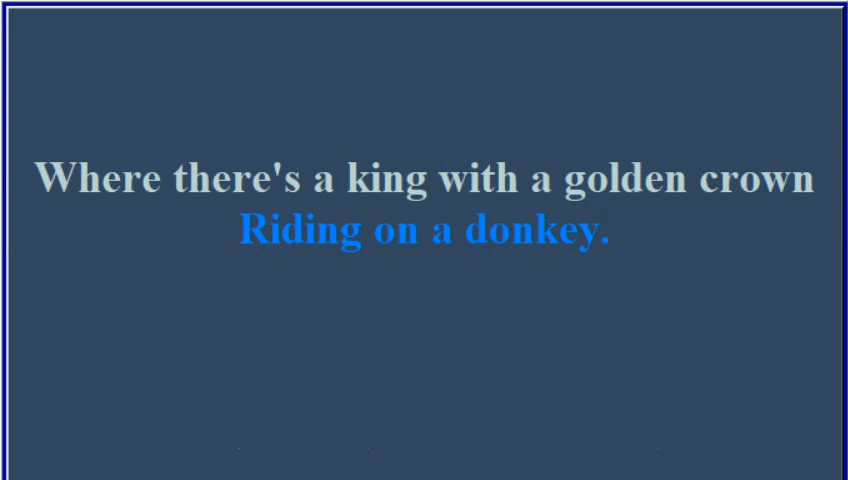 Where there's a king with a golden crown
Riding on a donkey.